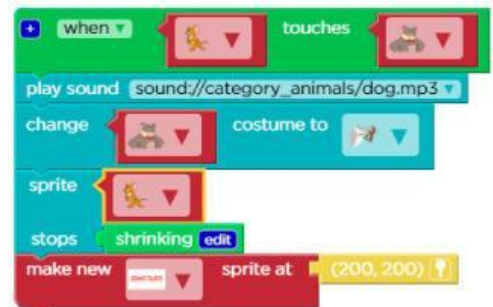 when touches
play sound sound://category_animals/dog.mp3
change costume to
sprite
stops shrinking edit
make new sprite at (200, 200)